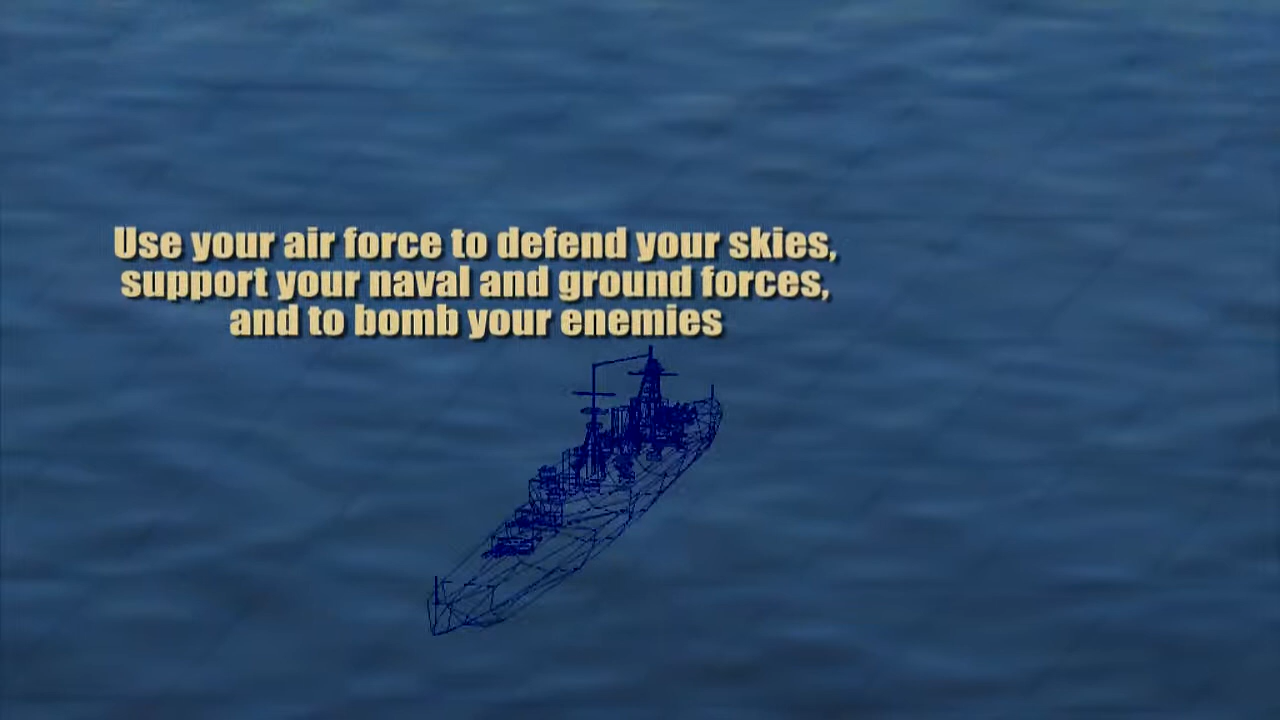 Use your air force to defend your skies,
support your naval and ground forces,
and to bomb your enemies